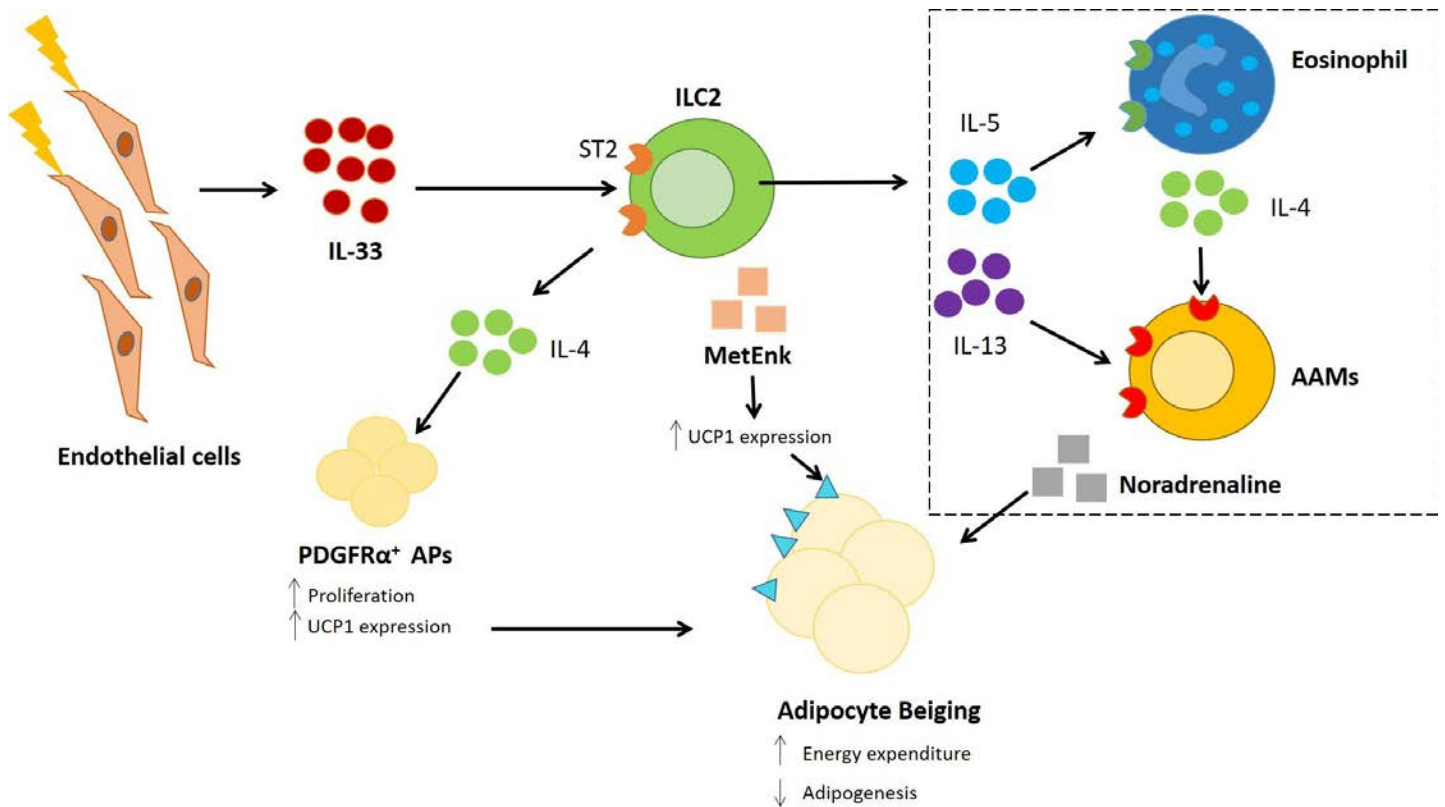 Eosinophil
ILC2
IL-5
ST2
IL-4
IL-33
IL-4
MetEnk
IL-13
AAMs
↑ UCP1 expression
Endothelial cells
Noradrenaline
PDGFRα⁺ APs
↑ Proliferation
↑ UCP1 expression
Adipocyte Beiging
↑ Energy expenditure
↓ Adipogenesis